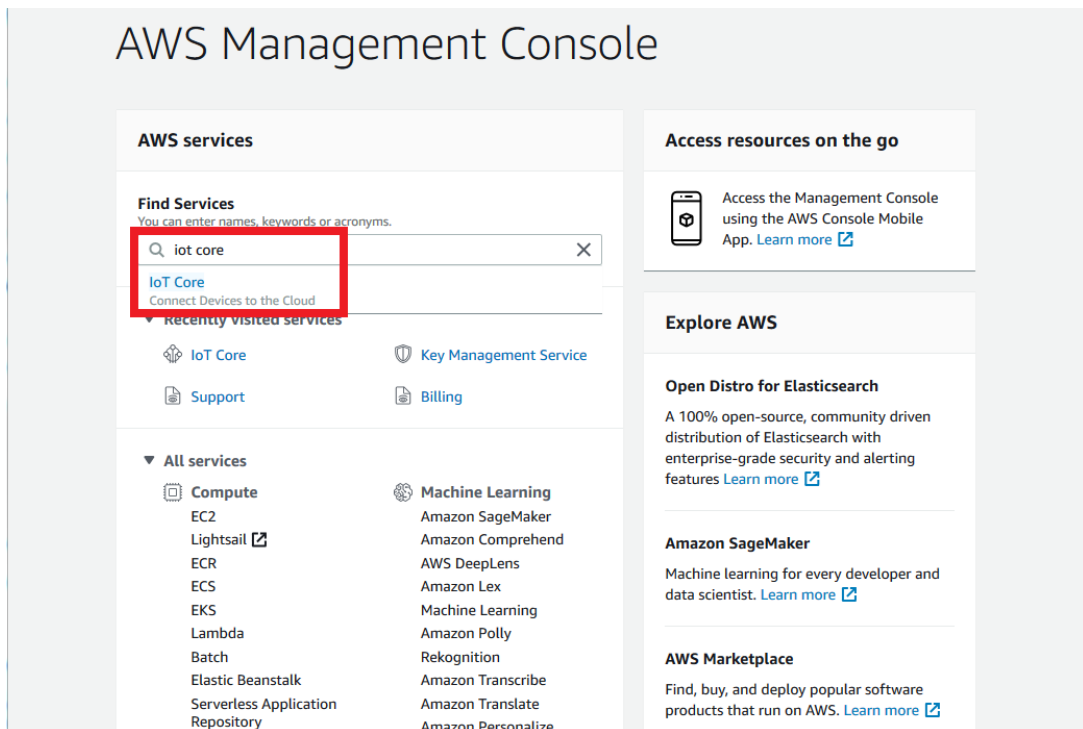 AWS Management Console
AWS services
Find Services
You can enter names, keywords or acronyms.
iot core
IoT Core
Connect Devices to the Cloud
Recently visited services
IoT Core
Key Management Service
Support
Billing
All services
Compute
EC2
Lightsail
ECR
ECS
EKS
Lambda
Batch
Elastic Beanstalk
Serverless Application
Repository
Machine Learning
Amazon SageMaker
Amazon Comprehend
AWS DeepLens
Amazon Lex
Machine Learning
Amazon Polly
Rekognition
Amazon Transcribe
Amazon Translate
Amazon Personalize
Access resources on the go
Access the Management Console
using the AWS Console Mobile
App. Learn more
Explore AWS
Open Distro for Elasticsearch
A 100% open-source, community driven
distribution of Elasticsearch with
enterprise-grade security and alerting
features Learn more
Amazon SageMaker
Machine learning for every developer and
data scientist. Learn more
AWS Marketplace
Find, buy, and deploy popular software
products that run on AWS. Learn more